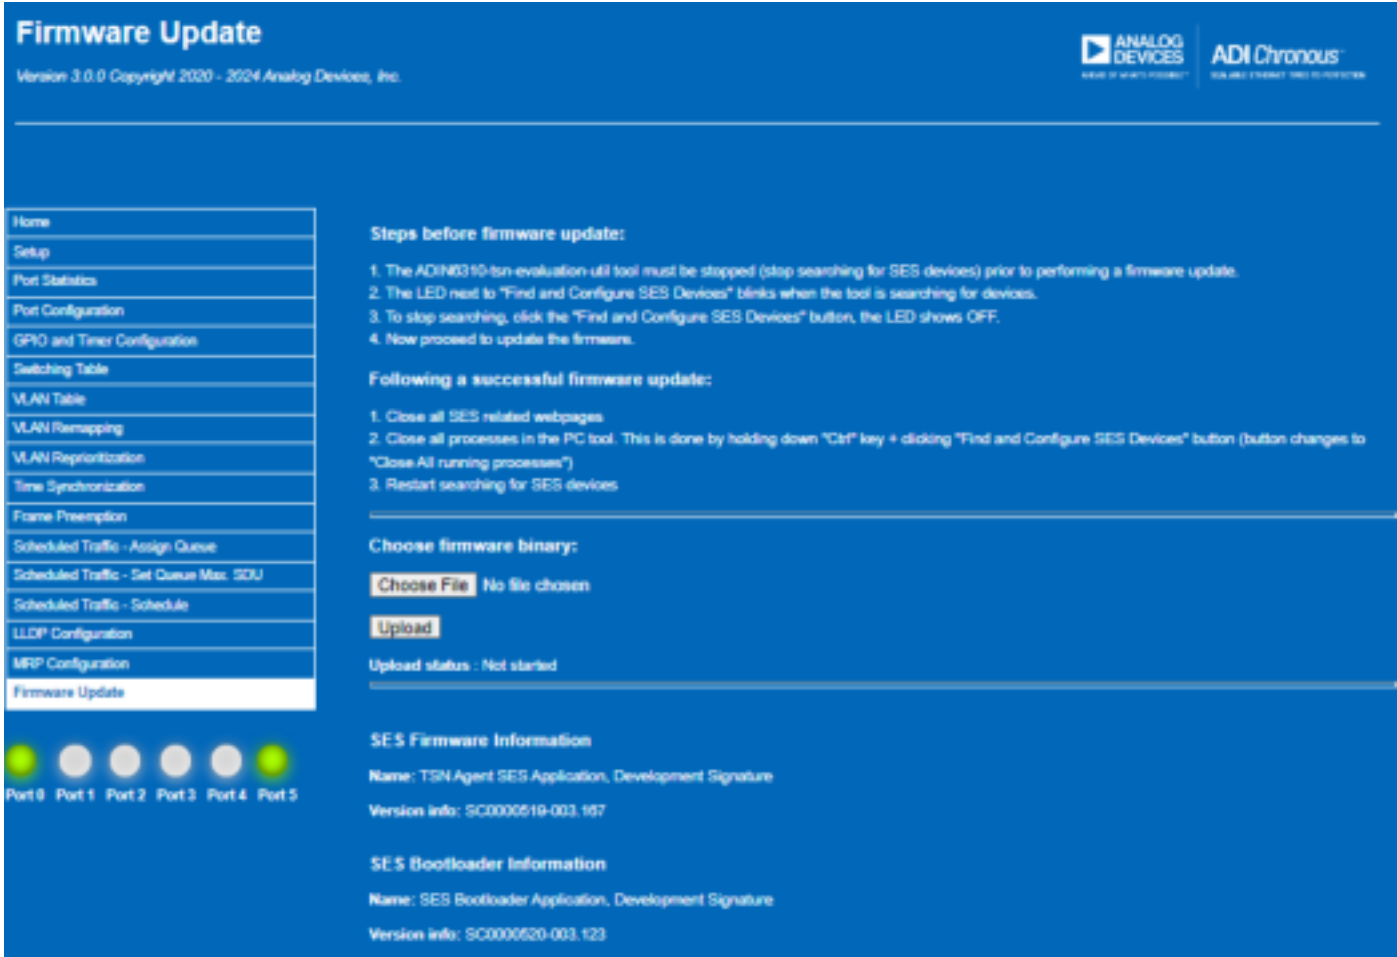 Firmware Update
Version 3.0.0 Copyright 2020 - 2024 Analog Devices, Inc.
ANALOG
DEVICES
AHEAD OF WHAT'S POSSIBLE™
ADI Chronous™
SCALABLE ETHERNET TIMED TO PERFECTION
Home
Setup
Port Statistics
Port Configuration
GPIO and Timer Configuration
Switching Table
VLAN Table
VLAN Remapping
VLAN Reprioritization
Time Synchronization
Frame Preemption
Scheduled Traffic - Assign Queue
Scheduled Traffic - Set Queue Max. SDU
Scheduled Traffic - Schedule
LLDP Configuration
MRP Configuration
Firmware Update
Port 0 Port 1 Port 2 Port 3 Port 4 Port 5
Steps before firmware update:
1. The ADIN6310-tsn-evaluation-util tool must be stopped (stop searching for SES devices) prior to performing a firmware update.
2. The LED next to "Find and Configure SES Devices" blinks when the tool is searching for devices.
3. To stop searching, click the "Find and Configure SES Devices" button, the LED shows OFF.
4. Now proceed to update the firmware.
Following a successful firmware update:
1. Close all SES related webpages
2. Close all processes in the PC tool. This is done by holding down "Ctrl" key + clicking "Find and Configure SES Devices" button (button changes to
"Close All running processes")
3. Restart searching for SES devices
Choose firmware binary:
Choose File No file chosen
Upload
Upload status : Not started
SES Firmware Information
Name: TSN Agent SES Application, Development Signature
Version info: SC0000519-003.167
SES Bootloader Information
Name: SES Bootloader Application, Development Signature
Version info: SC0000520-003.123